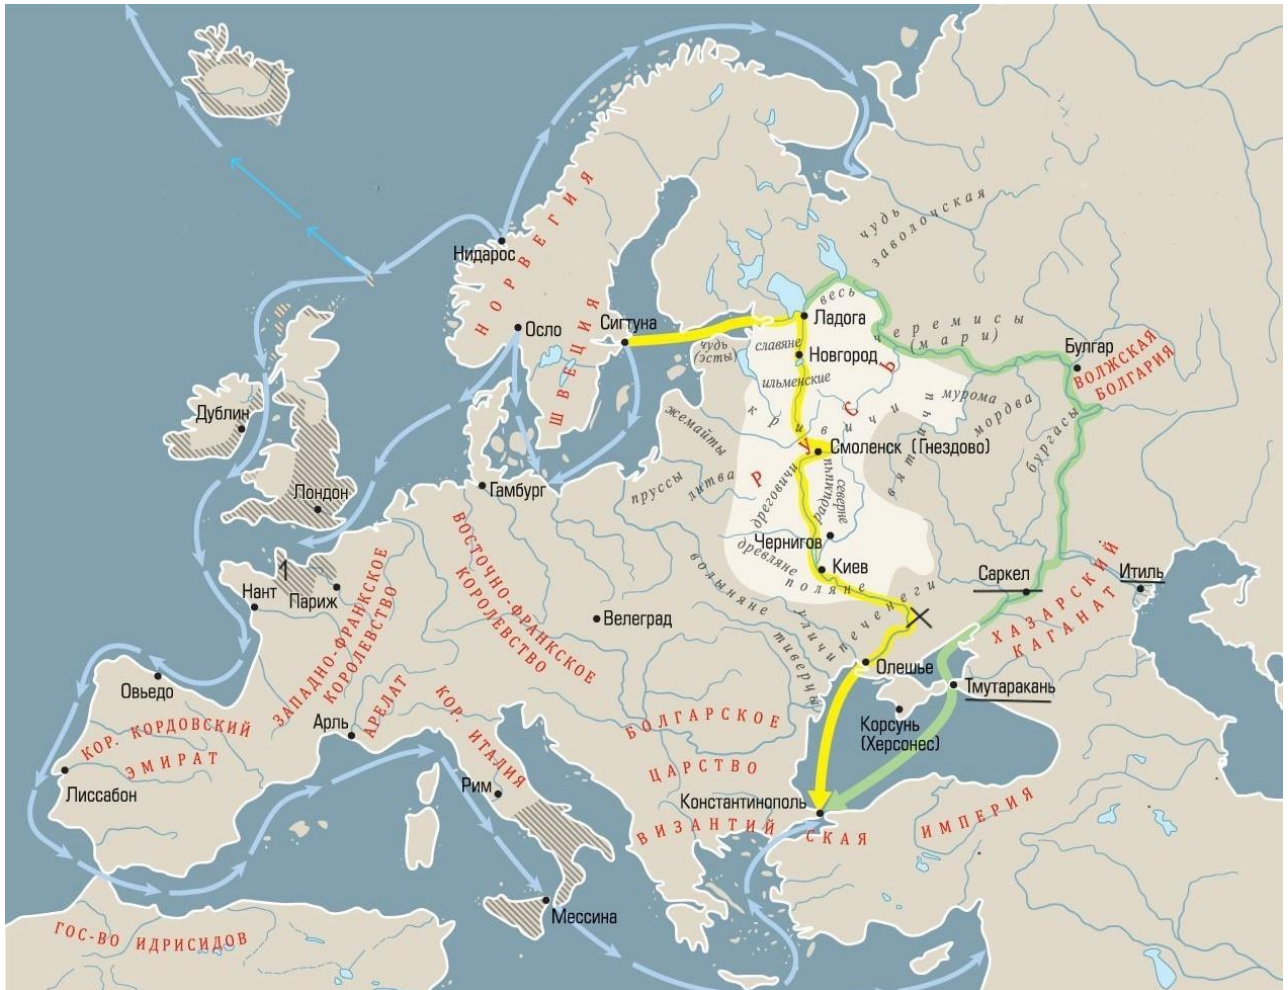 чудь
заволочская
Нидарос
НОРВЕГИЯ
ШВЕЦИЯ
Осло
Сигтуна
весь
Ладога
черемисы
(мари)
чудь
(эсты)
славяне
Новгород
ильменские
Булгар
ВОЛЖСКАЯ
БОЛГАРИЯ
РУСЬ
кривичи
мурома
мордва
вятичи
бургасы
Дублин
Лондон
жемайты
литва
пруссы
Смоленск (Гнездово)
дреговичи
радимичи
северне
Гамбург
Чернигов
древляне
Киев
поляне
волыняне
уличи
тиверцы
печенеги
Саркел
Итиль
ХАЗАРСКИЙ
КАГАНАТ
1
Нант
Париж
ЗАПАДНО-ФРАНКСКОЕ
КОРОЛЕВСТВО
ВОСТОЧНО-ФРАНКСКОЕ
КОРОЛЕВСТВО
Велеград
Олешье
Тмутаракань
Корсунь
(Херсонес)
Овьедо
Арль
АРЕЛАТ
КОР. ИТАЛИЯ
Рим
КОР. КОРДОВСКИЙ
ЭМИРАТ
Лиссабон
БОЛГАРСКОЕ
ЦАРСТВО
Константинополь
ВИЗАНТИЙСКАЯ ИМПЕРИЯ
Мессина
ГОС-ВО ИДРИСИДОВ